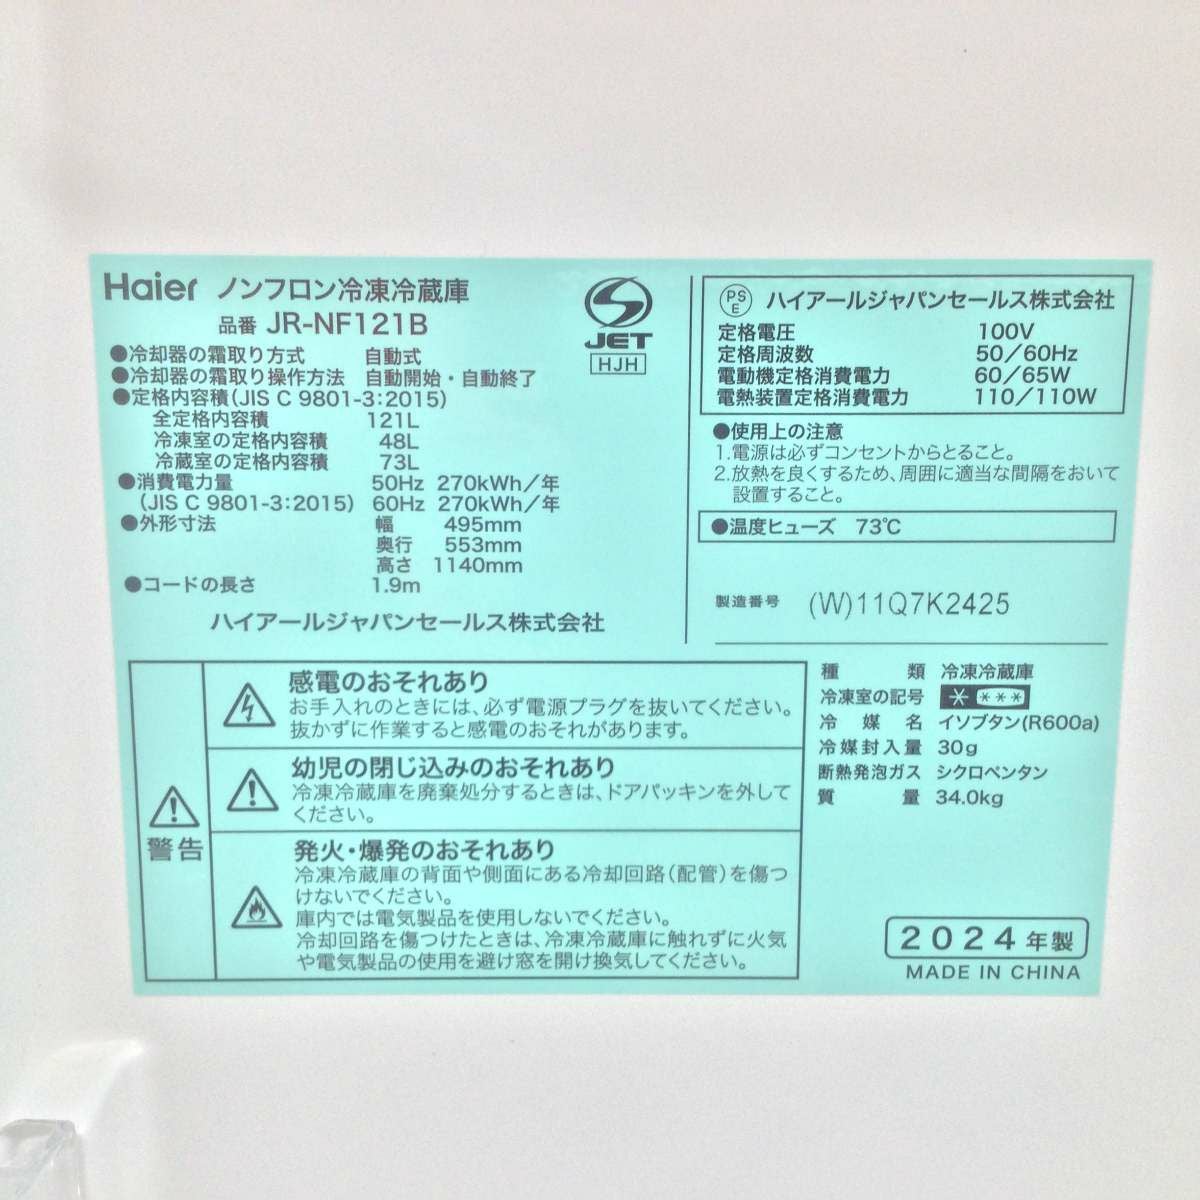 Haier ノンフロン冷凍冷蔵庫
品番 JR-NF121B
●冷却器の霜取り方式 自動式
●冷却器の霜取り操作方法 自動開始・自動終了
●定格内容積(JIS C 9801-3:2015)
全定格内容積 121L
冷凍室の定格内容積 48L
冷蔵室の定格内容積 73L
●消費電力量 50Hz 270kWh/年
(JIS C 9801-3:2015) 60Hz 270kWh/年
●外形寸法 幅 495mm
奥行 553mm
高さ 1140mm
●コードの長さ 1.9m
ハイアールジャパンセールス株式会社
JET
HJH
PSE ハイアールジャパンセールス株式会社
定格電圧 100V
定格周波数 50/60Hz
電動機定格消費電力 60/65W
電熱装置定格消費電力 110/110W
●使用上の注意
1.電源は必ずコンセントからとること。
2.放熱を良くするため、周囲に適当な間隔をおいて
設置すること。
●温度ヒューズ 73℃
製造番号 (W)11Q7K2425
警告
感電のおそれあり
お手入れのときには、必ず電源プラグを抜いてください。
抜かずに作業すると感電のおそれがあります。
幼児の閉じ込みのおそれあり
冷凍冷蔵庫を廃棄処分するときは、ドアパッキンを外して
ください。
発火・爆発のおそれあり
冷凍冷蔵庫の背面や側面にある冷却回路(配管)を傷つ
けないでください。
庫内では電気製品を使用しないでください。
冷却回路を傷つけたときは、冷凍冷蔵庫に触れずに火気
や電気製品の使用を避け窓を開け換気してください。
種類 冷凍冷蔵庫
冷凍室の記号
冷媒名 イソブタン(R600a)
冷媒封入量 30g
断熱発泡ガス シクロペンタン
質量 34.0kg
2024年製
MADE IN CHINA